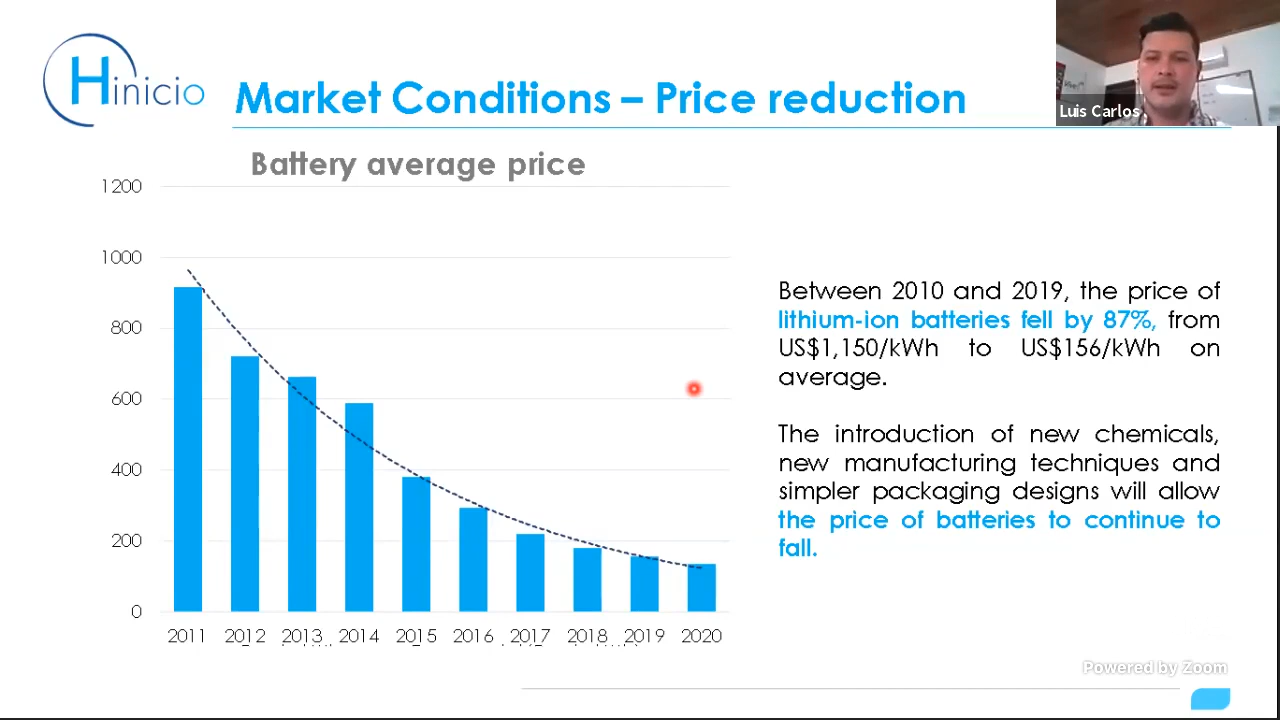 Hinicio
Market Conditions – Price reduction
Luis Carlos
Battery average price
1200
1000
800
600
400
200
0
2011 2012 2013 2014 2015 2016 2017 2018 2019 2020
Between 2010 and 2019, the price of
lithium-ion batteries fell by 87%, from
US$1,150/kWh to US$156/kWh on
average.
The introduction of new chemicals,
new manufacturing techniques and
simpler packaging designs will allow
the price of batteries to continue to
fall.
Powered by Zoom